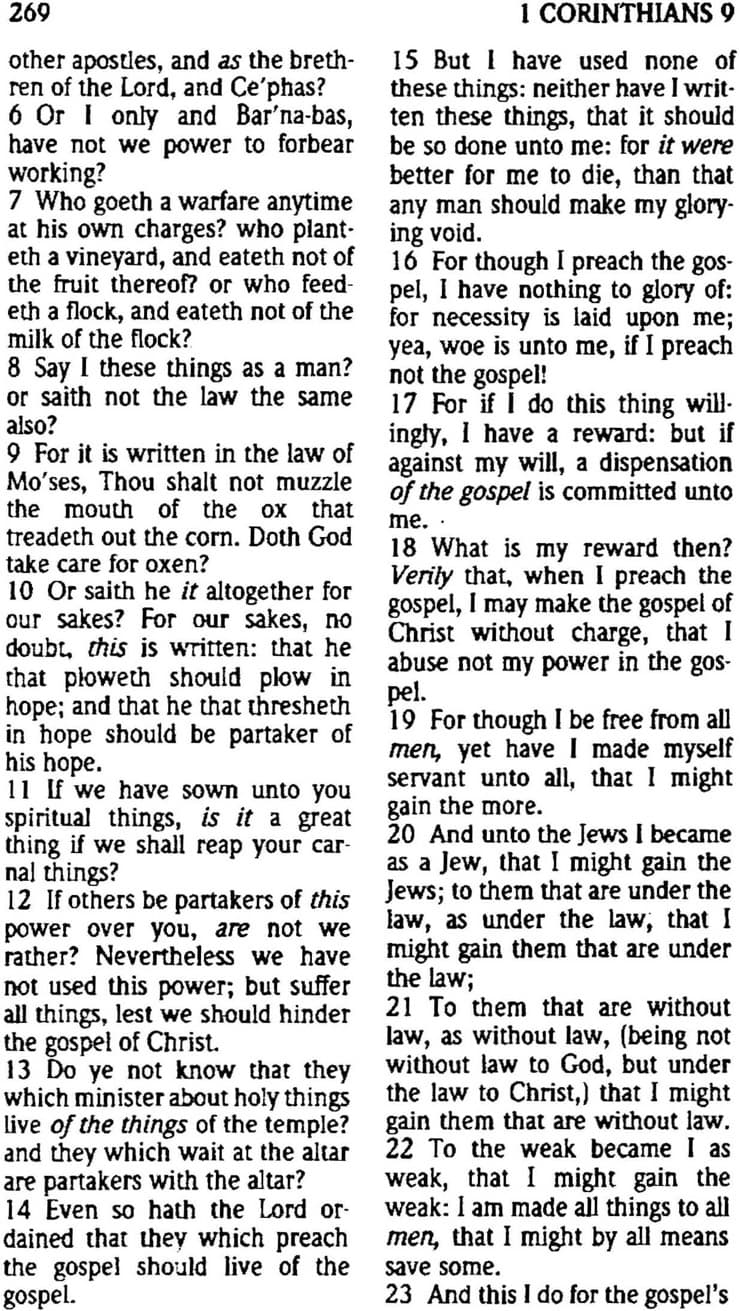 269
1 CORINTHIANS 9
other apostles, and as the breth-
ren of the Lord, and Ce'phas?
6 Or I only and Bar'na-bas,
have not we power to forbear
working?
7 Who goeth a warfare anytime
at his own charges? who plant-
eth a vineyard, and eateth not of
the fruit thereof? or who feed-
eth a flock, and eateth not of the
milk of the flock?
8 Say I these things as a man?
or saith not the law the same
also?
9 For it is written in the law of
Mo'ses, Thou shalt not muzzle
the mouth of the ox that
treadeth out the corn. Doth God
take care for oxen?
10 Or saith he it altogether for
our sakes? For our sakes, no
doubt, this is written: that he
that ploweth should plow in
hope; and that he that thresheth
in hope should be partaker of
his hope.
11 If we have sown unto you
spiritual things, is it a great
thing if we shall reap your car-
nal things?
12 If others be partakers of this
power over you, are not we
rather? Nevertheless we have
not used this power; but suffer
all things, lest we should hinder
the gospel of Christ.
13 Do ye not know that they
which minister about holy things
live of the things of the temple?
and they which wait at the altar
are partakers with the altar?
14 Even so hath the Lord or-
dained that they which preach
the gospel should live of the
gospel.
15 But I have used none of
these things: neither have I writ-
ten these things, that it should
be so done unto me: for it were
better for me to die, than that
any man should make my glory-
ing void.
16 For though I preach the gos-
pel, I have nothing to glory of:
for necessity is laid upon me;
yea, woe is unto me, if I preach
not the gospel!
17 For if I do this thing will-
ingly, I have a reward: but if
against my will, a dispensation
of the gospel is committed unto
me.
18 What is my reward then?
Verily that, when I preach the
gospel, I may make the gospel of
Christ without charge, that I
abuse not my power in the gos-
pel.
19 For though I be free from all
men, yet have I made myself
servant unto all, that I might
gain the more.
20 And unto the Jews I became
as a Jew, that I might gain the
Jews; to them that are under the
law, as under the law, that I
might gain them that are under
the law;
21 To them that are without
law, as without law, (being not
without law to God, but under
the law to Christ,) that I might
gain them that are without law.
22 To the weak became I as
weak, that I might gain the
weak: I am made all things to all
men, that I might by all means
save some.
23 And this I do for the gospel's